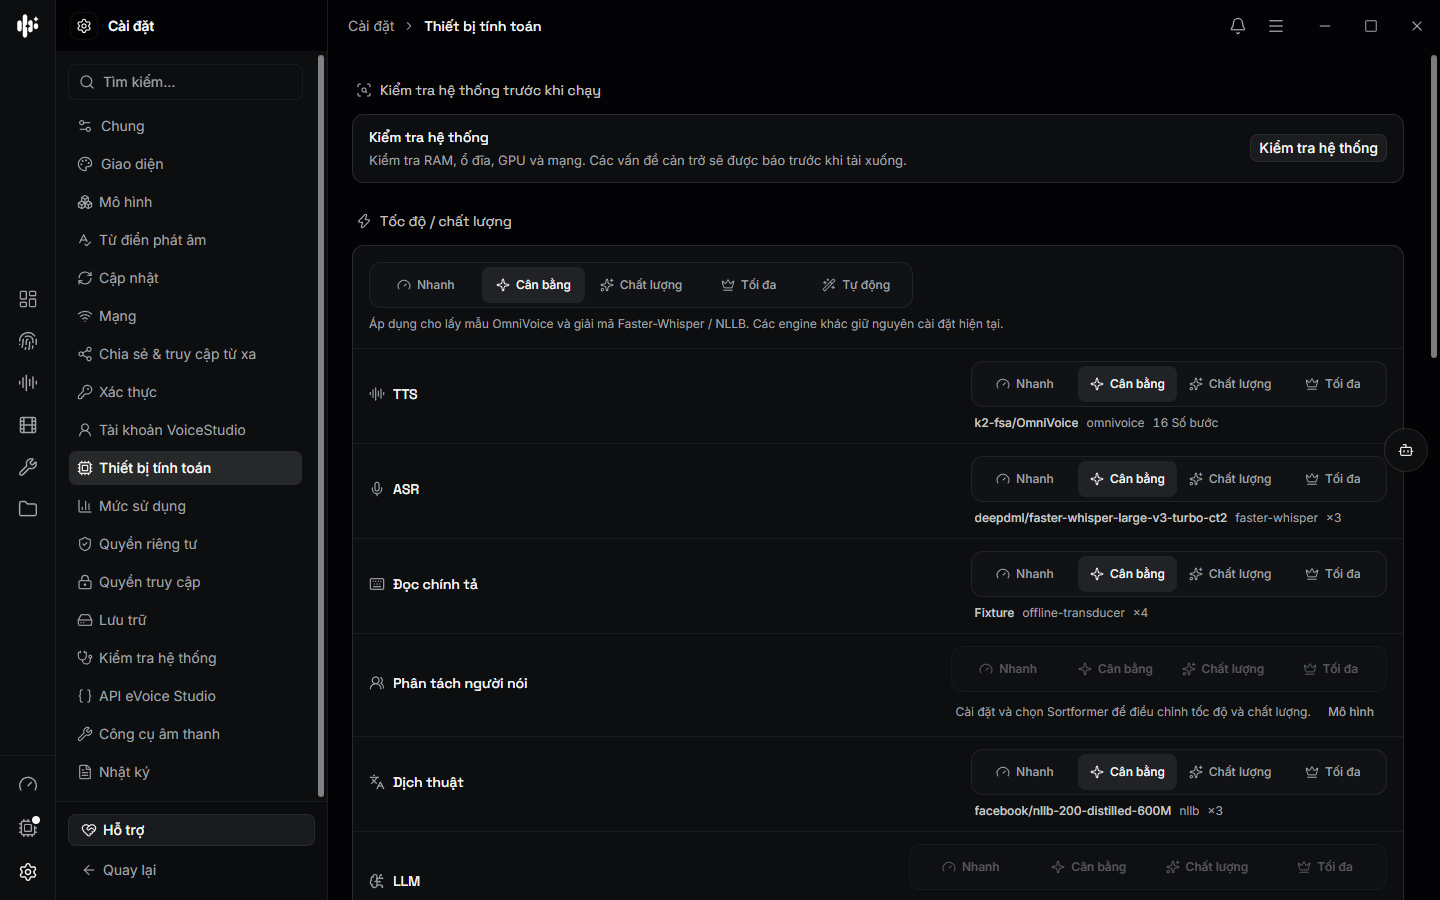 Cài đặt
Tìm kiếm...
Chung
Giao diện
Mô hình
Từ điển phát âm
Cập nhật
Mạng
Chia sẻ & truy cập từ xa
Xác thực
Tài khoản VoiceStudio
Thiết bị tính toán
Mức sử dụng
Quyền riêng tư
Quyền truy cập
Lưu trữ
Kiểm tra hệ thống
API eVoice Studio
Công cụ âm thanh
Nhật ký
Hỗ trợ
Quay lại
Cài đặt > Thiết bị tính toán
Kiểm tra hệ thống trước khi chạy
Kiểm tra hệ thống
Kiểm tra RAM, ổ đĩa, GPU và mạng. Các vấn đề cản trở sẽ được báo trước khi tải xuống.
Kiểm tra hệ thống
Tốc độ / chất lượng
Nhanh Cân bằng Chất lượng Tối đa Tự động
Áp dụng cho lấy mẫu OmniVoice và giải mã Faster-Whisper / NLLB. Các engine khác giữ nguyên cài đặt hiện tại.
TTS
Nhanh Cân bằng Chất lượng Tối đa
k2-fsa/OmniVoice omnivoice 16 Số bước
ASR
Nhanh Cân bằng Chất lượng Tối đa
deepdml/faster-whisper-large-v3-turbo-ct2 faster-whisper ×3
Đọc chính tả
Nhanh Cân bằng Chất lượng Tối đa
Fixture offline-transducer ×4
Phân tách người nói
Nhanh Cân bằng Chất lượng Tối đa
Cài đặt và chọn Sortformer để điều chỉnh tốc độ và chất lượng. Mô hình
Dịch thuật
Nhanh Cân bằng Chất lượng Tối đa
facebook/nllb-200-distilled-600M nllb ×3
LLM
Nhanh Cân bằng Chất lượng Tối đa